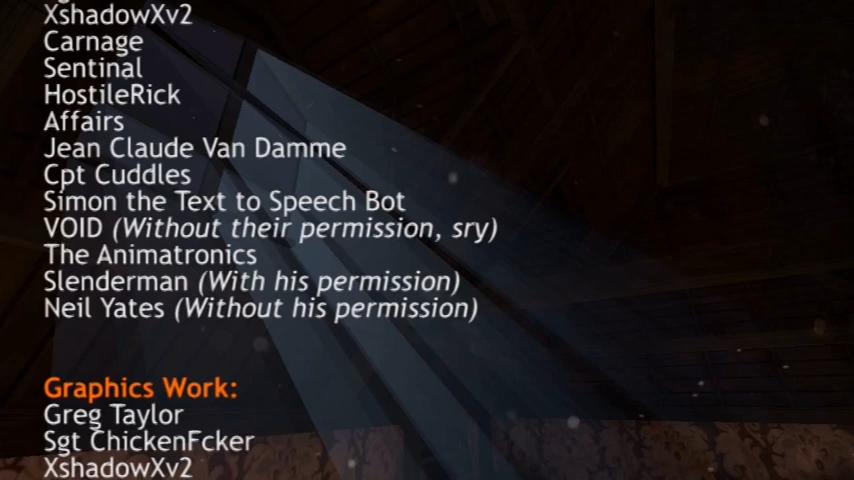 XshadowXv2
Carnage
Sentinal
HostileRick
Affairs
Jean Claude Van Damme
Cpt Cuddles
Simon the Text to Speech Bot
VOID (Without their permission, sry)
The Animatronics
Slenderman (With his permission)
Neil Yates (Without his permission)
Graphics Work:
Greg Taylor
Sgt ChickenFcker
XshadowXv2